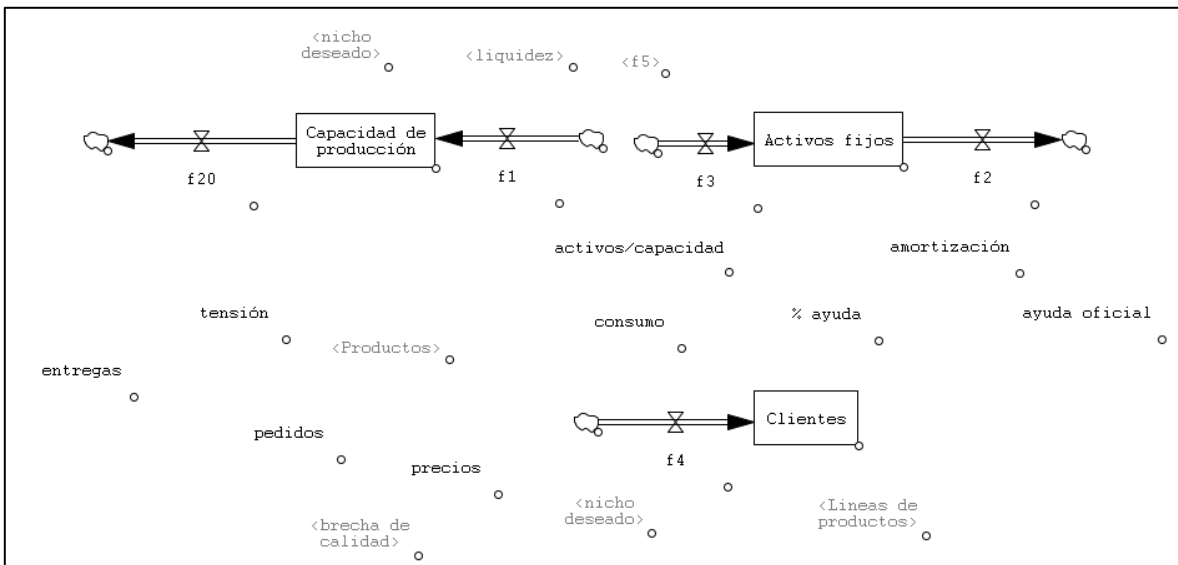 <nicho
deseado>
<liquidez>
<f5>
Capacidad de
producción
Activos fijos
f20
f1
f3
f2
activos/capacidad
amortización
tensión
consumo
% ayuda
ayuda oficial
<Productos>
entregas
Clientes
pedidos
precios
f4
<nicho
deseado>
<Lineas de
productos>
<brecha de
calidad>